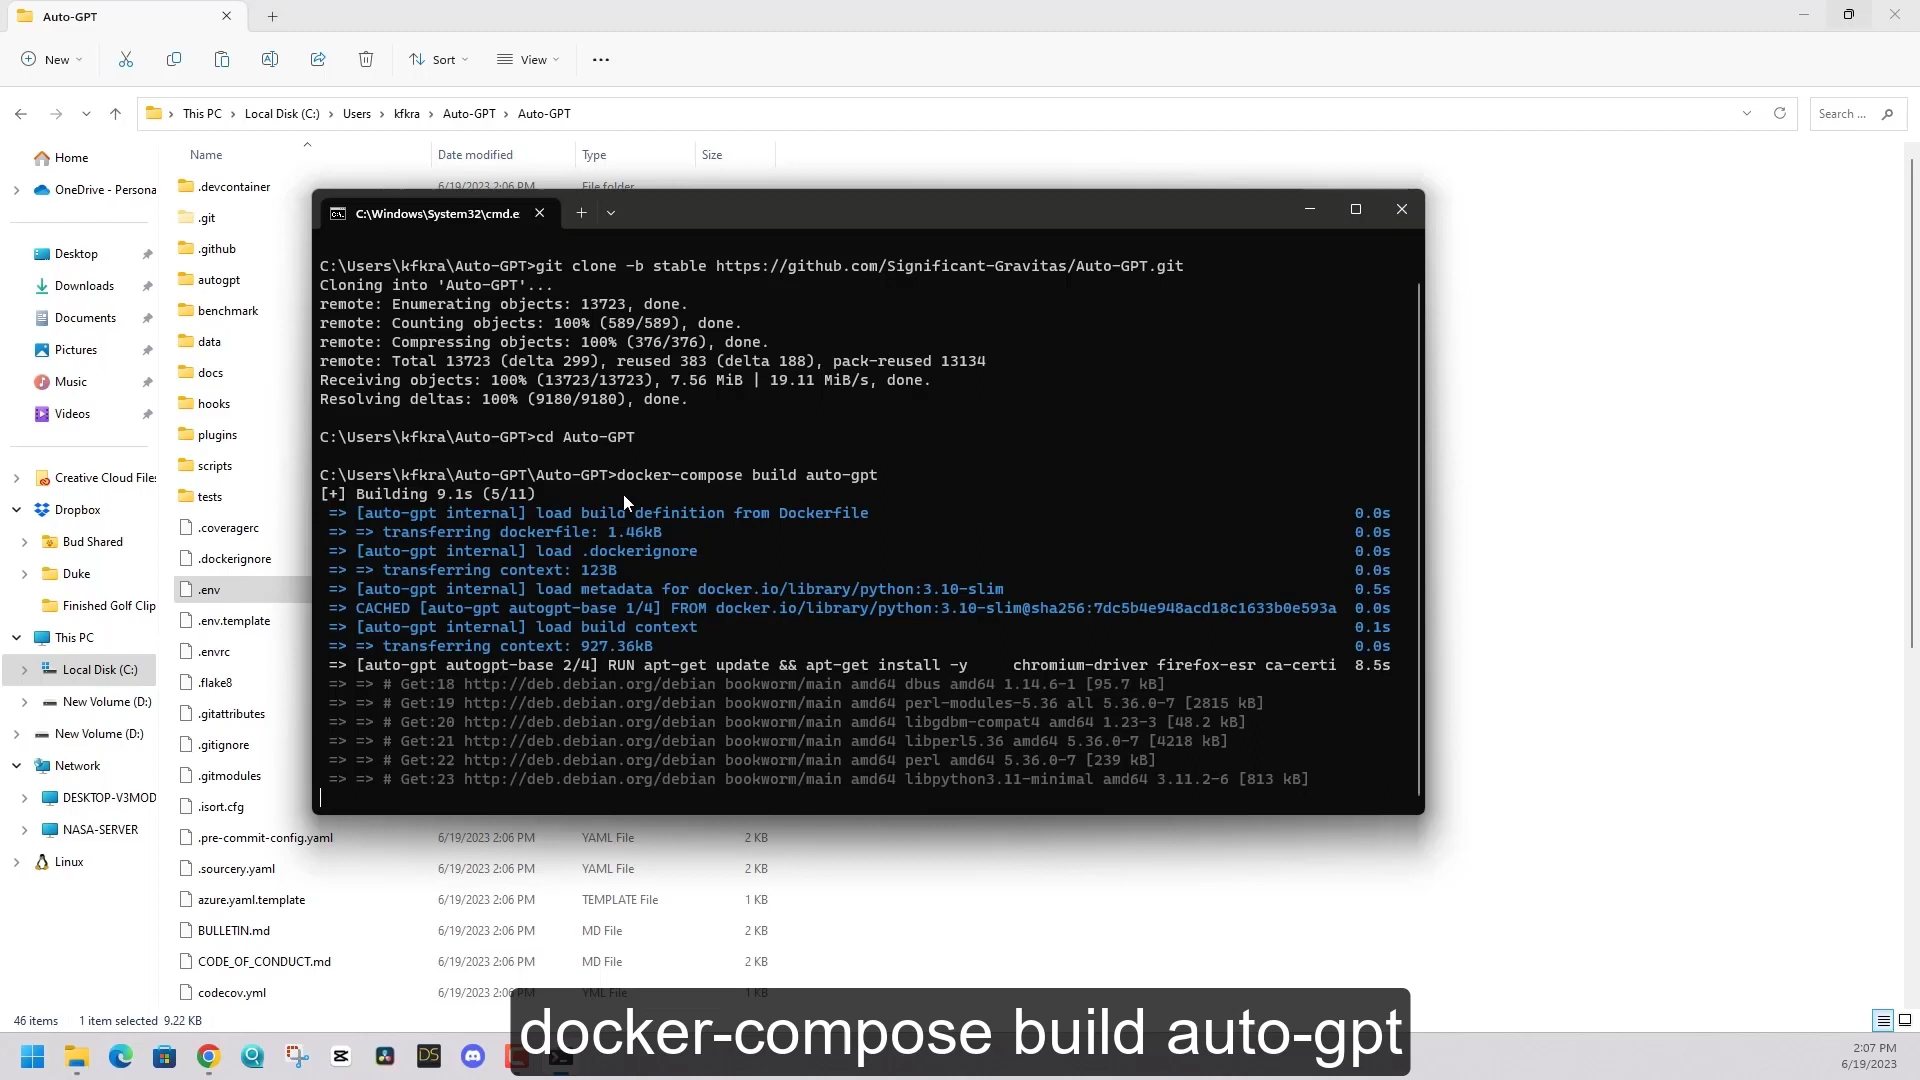 Auto-GPT
New
Sort
View
This PC
Local Disk (C:)
Users
kfkra
Auto-GPT
Auto-GPT
Search ...
Home
OneDrive - Persona
Desktop
Downloads
Documents
Pictures
Music
Videos
Creative Cloud Files
Dropbox
Bud Shared
Duke
Finished Golf Clip
This PC
Local Disk (C:)
New Volume (D:)
New Volume (D:)
Network
DESKTOP-V3MOD
NASA-SERVER
Linux
Name Date modified Type Size
.devcontainer 6/19/2023 2:06 PM File folder
.git
.github
autogpt
benchmark
data
docs
hooks
plugins
scripts
tests
.coveragerc
.dockerignore
.env
.env.template
.envrc
.flake8
.gitattributes
.gitignore
.gitmodules
.isort.cfg
.pre-commit-config.yaml 6/19/2023 2:06 PM YAML File 2 KB
.sourcery.yaml 6/19/2023 2:06 PM YAML File 2 KB
azure.yaml.template 6/19/2023 2:06 PM TEMPLATE File 1 KB
BULLETIN.md 6/19/2023 2:06 PM MD File 2 KB
CODE_OF_CONDUCT.md 6/19/2023 2:06 PM MD File 2 KB
codecov.yml 6/19/2023 2:06 PM YML File 1 KB
C:\Windows\System32\cmd.e
C:\Users\kfkra\Auto-GPT>git clone -b stable https://github.com/Significant-Gravitas/Auto-GPT.git
Cloning into 'Auto-GPT'...
remote: Enumerating objects: 13723, done.
remote: Counting objects: 100% (589/589), done.
remote: Compressing objects: 100% (376/376), done.
remote: Total 13723 (delta 299), reused 383 (delta 188), pack-reused 13134
Receiving objects: 100% (13723/13723), 7.56 MiB | 19.11 MiB/s, done.
Resolving deltas: 100% (9180/9180), done.
C:\Users\kfkra\Auto-GPT>cd Auto-GPT
C:\Users\kfkra\Auto-GPT\Auto-GPT>docker-compose build auto-gpt
[+] Building 9.1s (5/11)
=> [auto-gpt internal] load build definition from Dockerfile 0.0s
=> => transferring dockerfile: 1.46kB 0.0s
=> [auto-gpt internal] load .dockerignore 0.0s
=> => transferring context: 123B 0.0s
=> [auto-gpt internal] load metadata for docker.io/library/python:3.10-slim 0.5s
=> CACHED [auto-gpt autogpt-base 1/4] FROM docker.io/library/python:3.10-slim@sha256:7dc5b4e948acd18c1633b0e593a 0.0s
=> [auto-gpt internal] load build context 0.1s
=> => transferring context: 927.36kB 0.0s
=> [auto-gpt autogpt-base 2/4] RUN apt-get update && apt-get install -y chromium-driver firefox-esr ca-certi 8.5s
=> => # Get:18 http://deb.debian.org/debian bookworm/main amd64 dbus amd64 1.14.6-1 [95.7 kB]
=> => # Get:19 http://deb.debian.org/debian bookworm/main amd64 perl-modules-5.36 all 5.36.0-7 [2815 kB]
=> => # Get:20 http://deb.debian.org/debian bookworm/main amd64 libgdbm-compat4 amd64 1.23-3 [48.2 kB]
=> => # Get:21 http://deb.debian.org/debian bookworm/main amd64 libperl5.36 amd64 5.36.0-7 [4218 kB]
=> => # Get:22 http://deb.debian.org/debian bookworm/main amd64 perl amd64 5.36.0-7 [239 kB]
=> => # Get:23 http://deb.debian.org/debian bookworm/main amd64 libpython3.11-minimal amd64 3.11.2-6 [813 kB]
46 items 1 item selected 9.22 KB
docker-compose build auto-gpt
DS
2:07 PM
6/19/2023